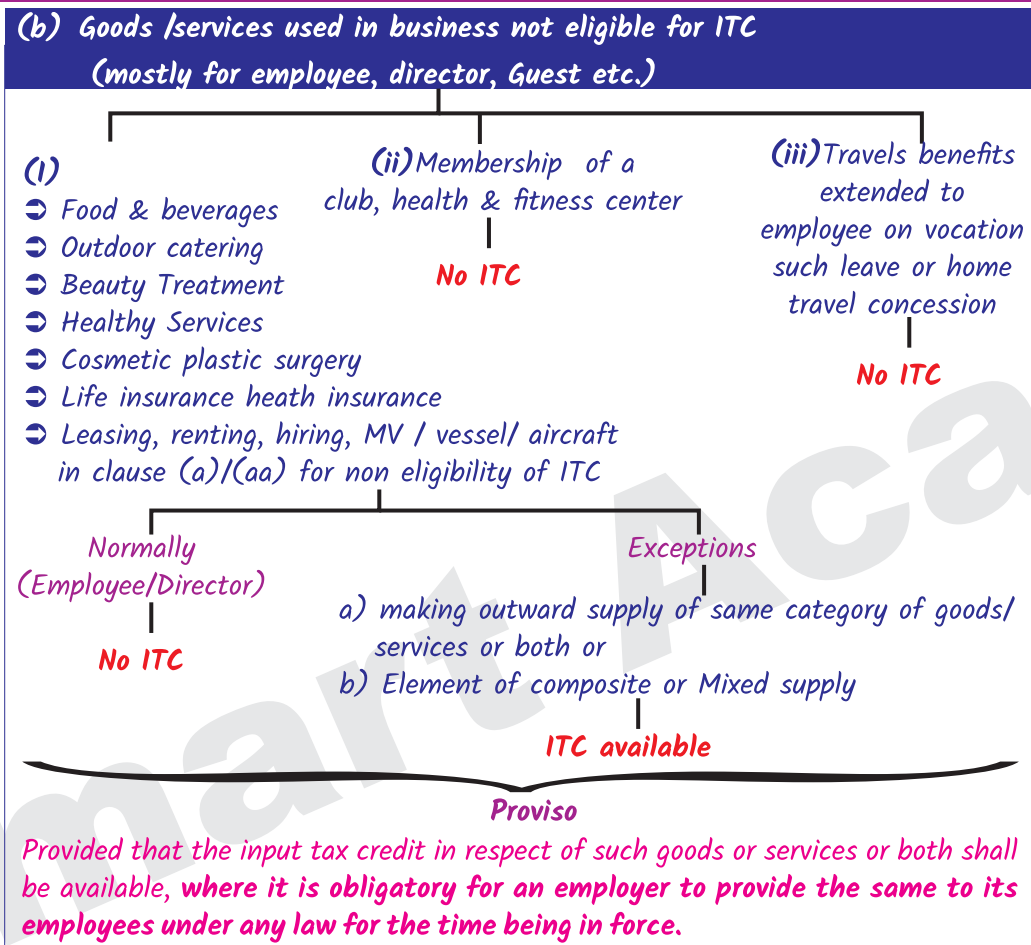 (b) Goods /services used in business not eligible for ITC
(mostly for employee, director, Guest etc.)
(I)
Food & beverages
Outdoor catering
Beauty Treatment
Healthy Services
Cosmetic plastic surgery
Life insurance heath insurance
Leasing, renting, hiring, MV / vessel/ aircraft
in clause (a)/(aa) for non eligibility of ITC
(ii) Membership of a
club, health & fitness center
No ITC
(iii) Travels benefits
extended to
employee on vocation
such leave or home
travel concession
No ITC
Normally
(Employee/Director)
No ITC
Exceptions
a) making outward supply of same category of goods/
services or both or
b) Element of composite or Mixed supply
ITC available
Proviso
Provided that the input tax credit in respect of such goods or services or both shall
be available, where it is obligatory for an employer to provide the same to its
employees under any law for the time being in force.
mart Aca